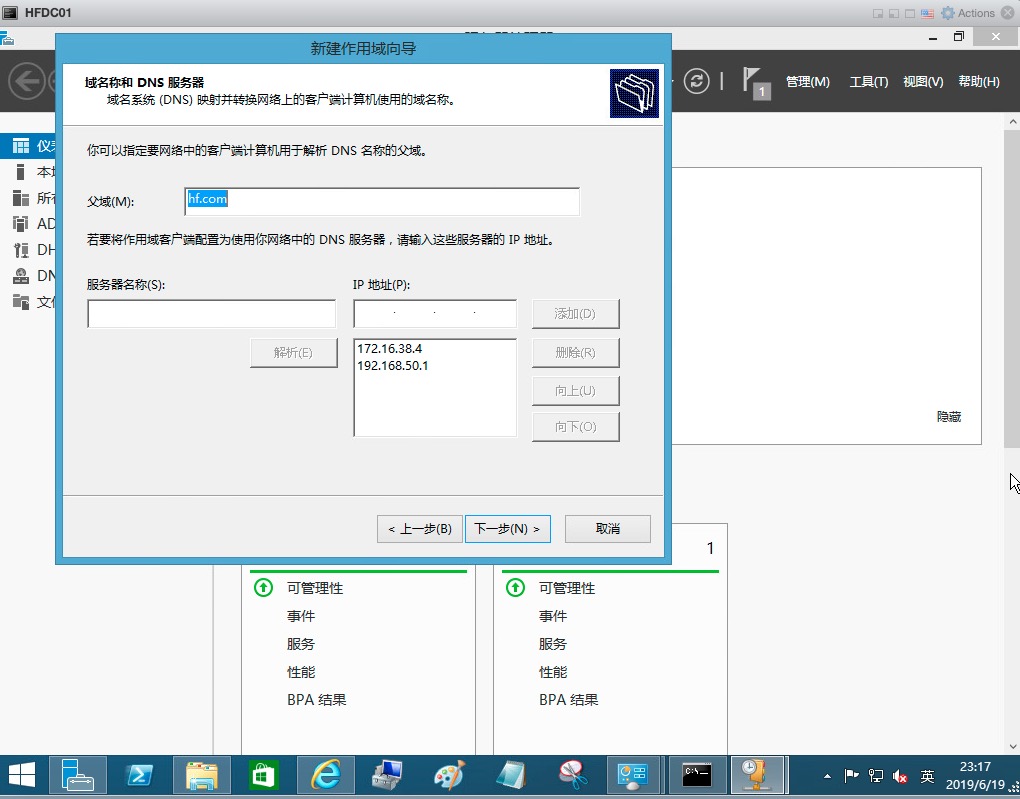 HFDC01
Actions
新建作用域向导
域名称和 DNS 服务器
域名系统 (DNS) 映射并转换网络上的客户端计算机使用的域名称。
1
管理(M)
工具(T)
视图(V)
帮助(H)
你可以指定要网络中的客户端计算机用于解析 DNS 名称的父域。
父域(M):
hf.com
若要将作用域客户端配置为使用你网络中的 DNS 服务器，请输入这些服务器的 IP 地址。
服务器名称(S):
IP 地址(P):
添加(D)
解析(E)
172.16.38.4
192.168.50.1
删除(R)
向上(U)
向下(O)
隐藏
< 上一步(B)
下一步(N) >
取消
仪
本
所
AD
DH
DN
文
1
可管理性
事件
服务
性能
BPA 结果
可管理性
事件
服务
性能
BPA 结果
英
23:17
2019/6/19